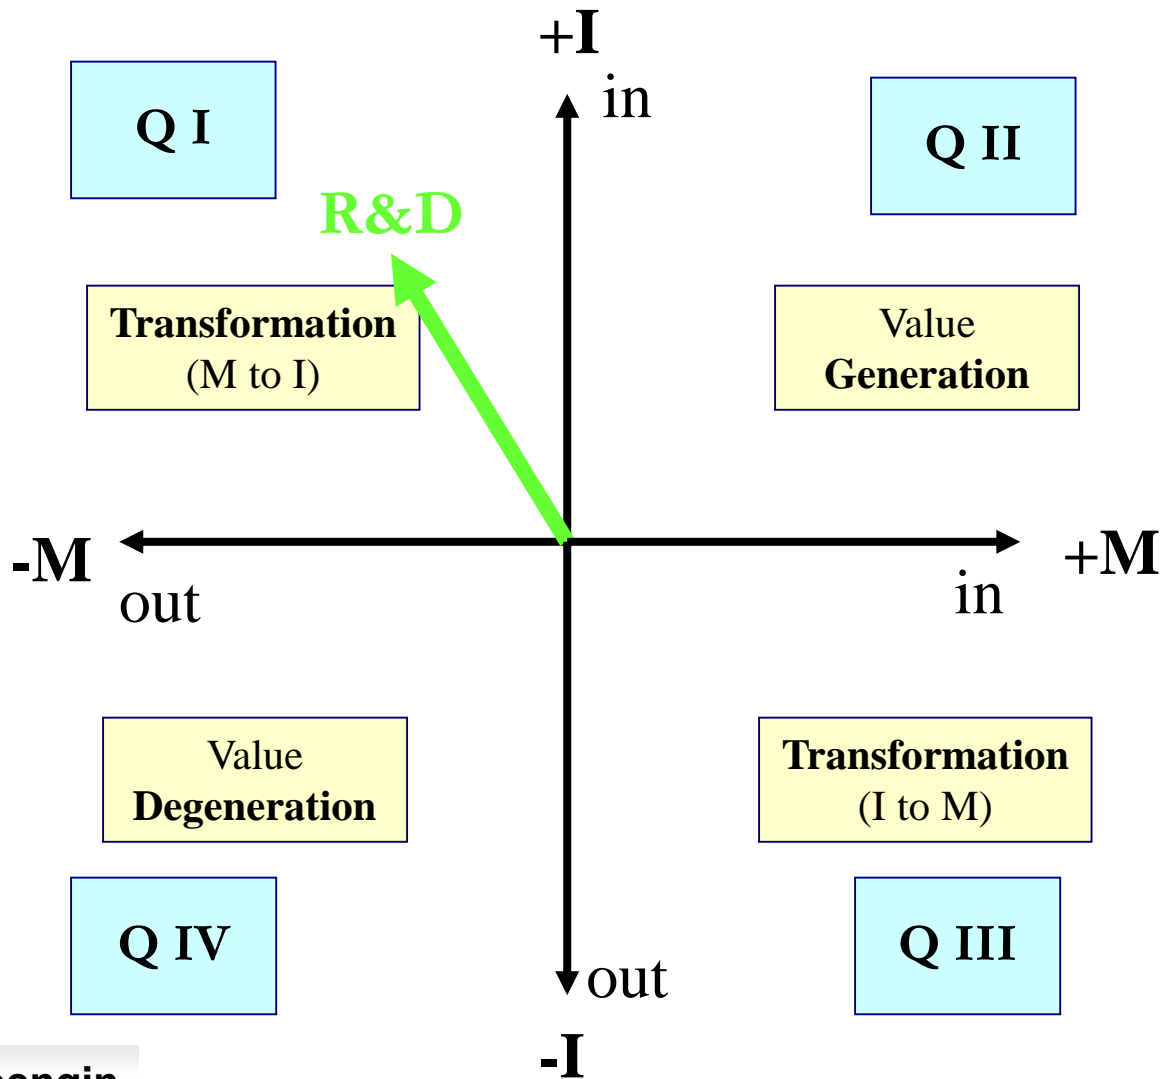 +I
in
Q I
Q II
R&D
Transformation
(M to I)
Value
Generation
-M
out
+M
in
Value
Degeneration
Transformation
(I to M)
Q IV
Q III
out
-I